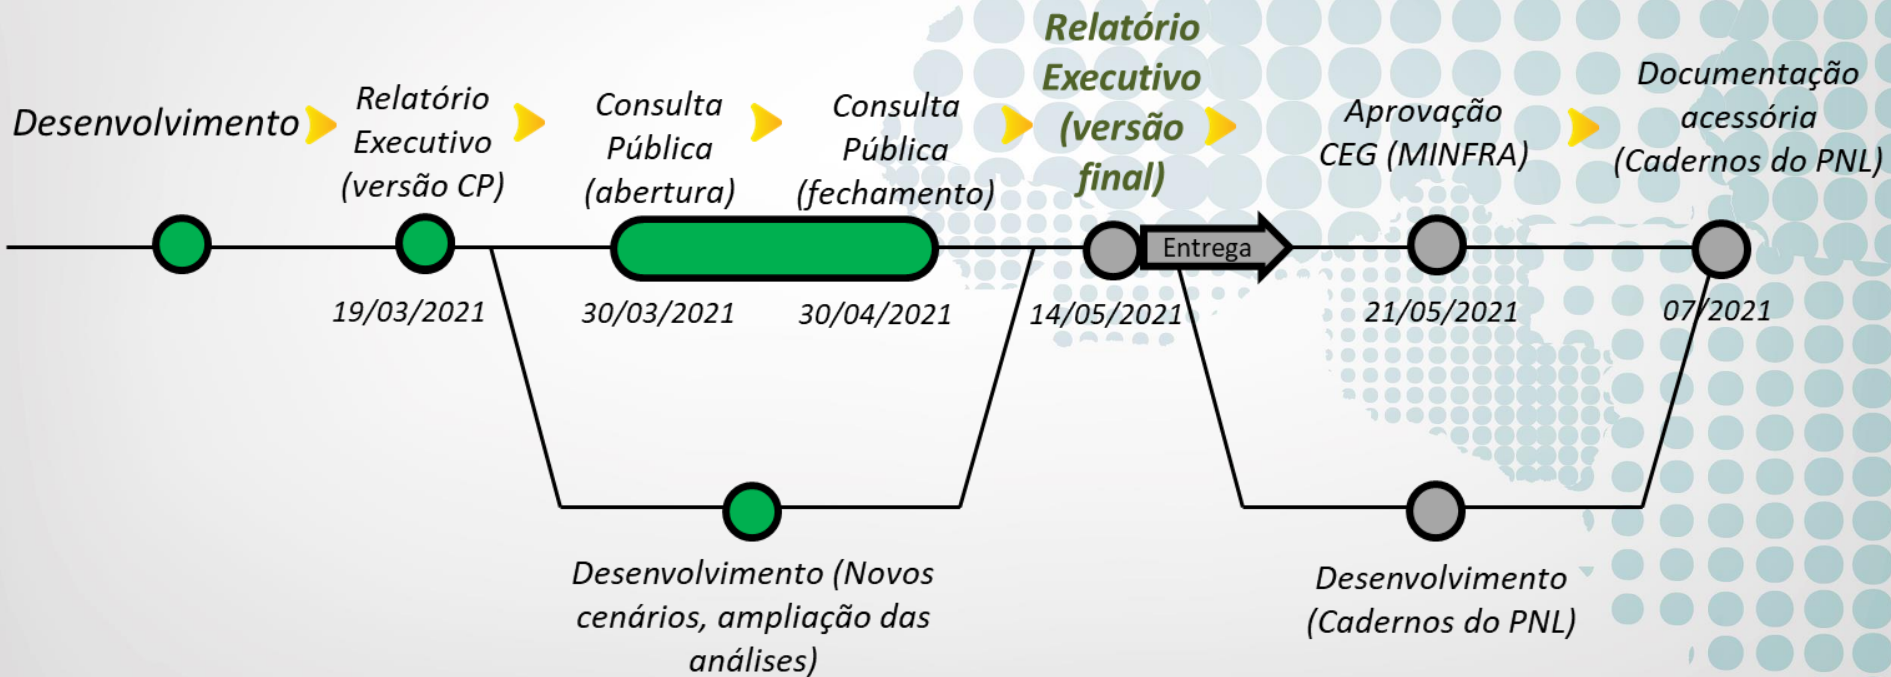 Desenvolvimento
Relatório
Executivo
(versão CP)
Consulta
Pública
(abertura)
Consulta
Pública
(fechamento)
Relatório
Executivo
(versão
final)
Aprovação
CEG (MINFRA)
Documentação
acessória
(Cadernos do PNL)
Entrega
19/03/2021
30/03/2021
30/04/2021
14/05/2021
21/05/2021
07/2021
Desenvolvimento (Novos
cenários, ampliação das
análises)
Desenvolvimento
(Cadernos do PNL)